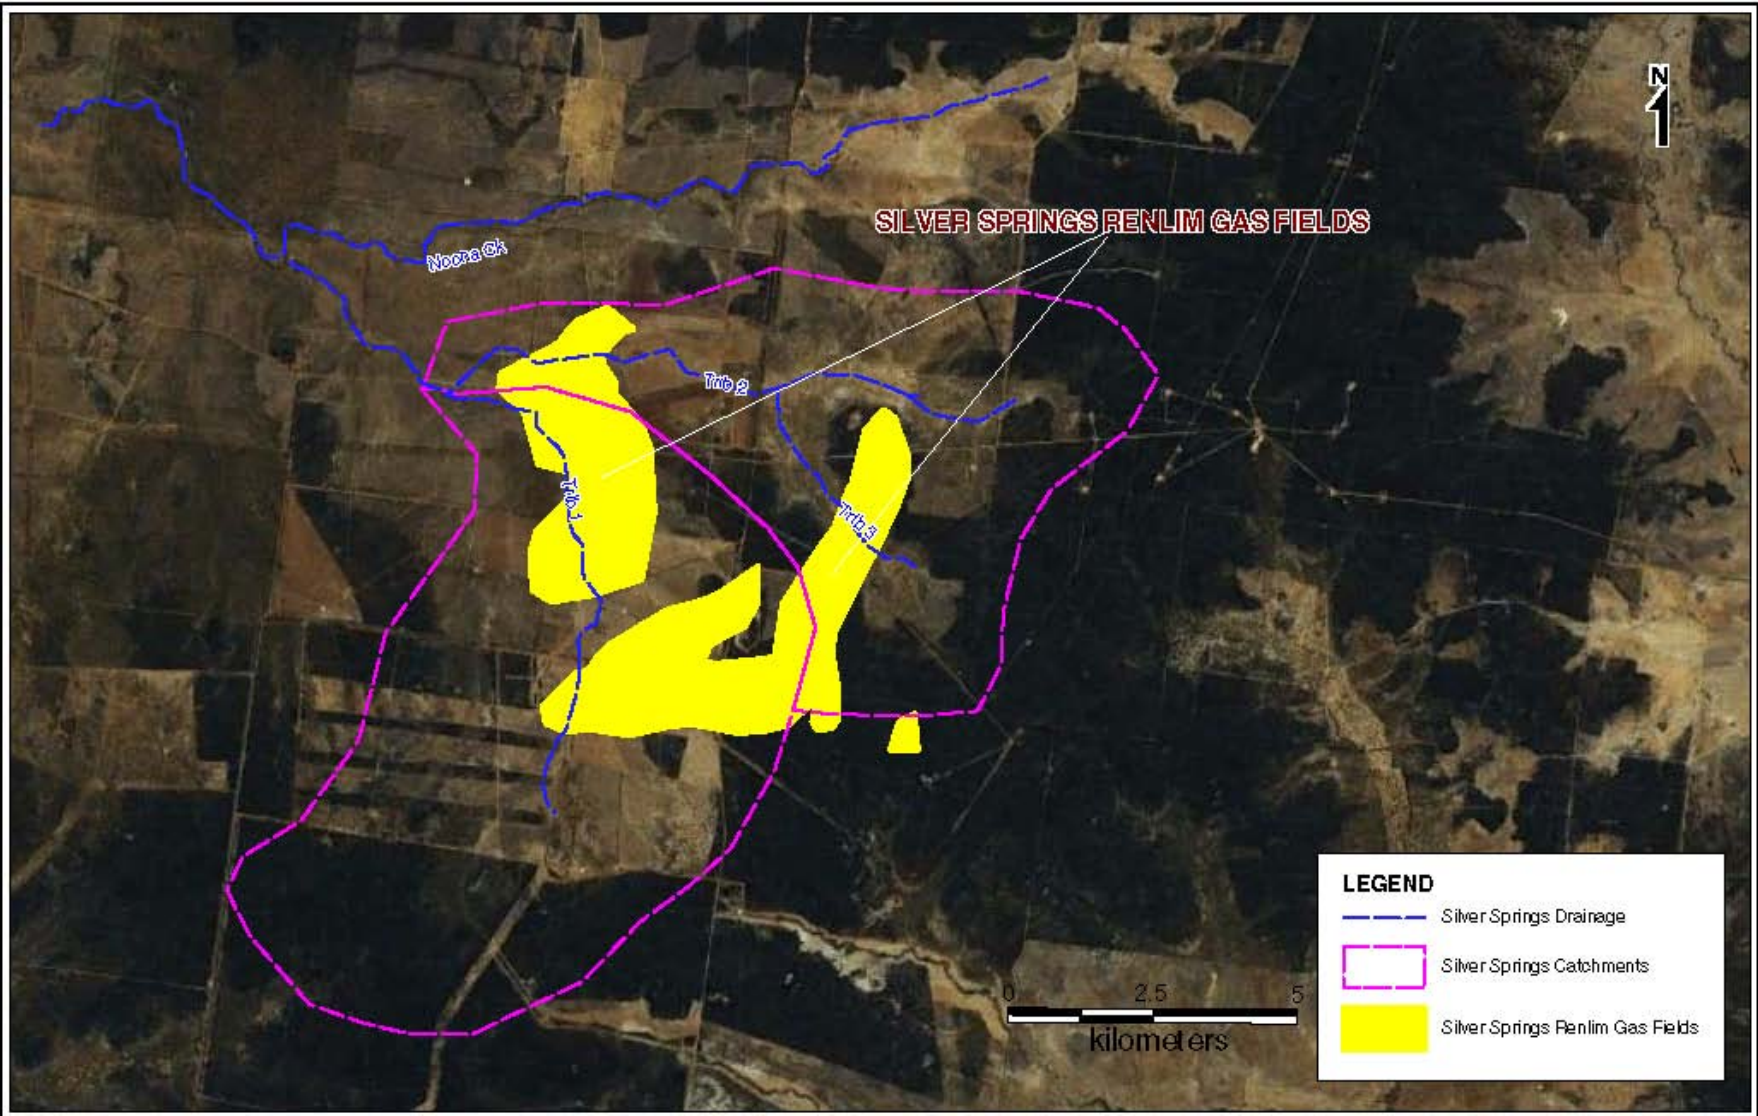 N
SILVER SPRINGS RENLIM GAS FIELDS
Noona Ck
Trib 2
Trib 1
Trib 3
LEGEND
Silver Springs Drainage
Silver Springs Catchments
Silver Springs Renlim Gas Fields
0 2.5 5
kilometers